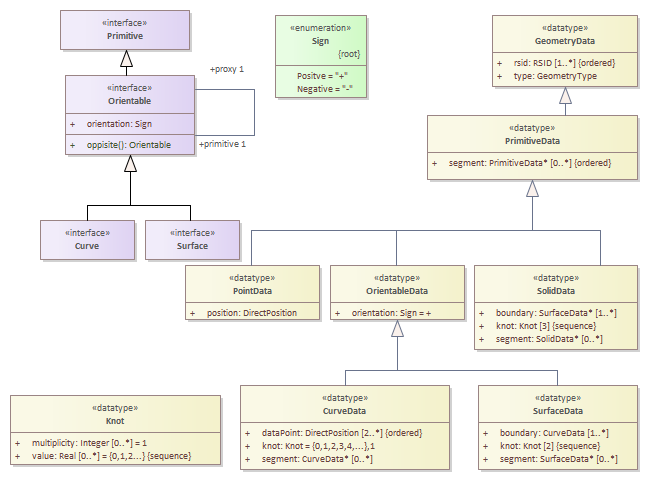 «interface»
Primitive
«interface»
Orientable
+ orientation: Sign
+ oppisite(): Orientable
+proxy 1
+primitive 1
«interface»
Curve
«interface»
Surface
«enumeration»
Sign
{root}
Positve = "+"
Negative = "-"
«datatype»
GeometryData
+ rsid: RSID [1..*] {ordered}
+ type: GeometryType
«datatype»
PrimitiveData
+ segment: PrimitiveData* [0..*] {ordered}
«datatype»
PointData
+ position: DirectPosition
«datatype»
OrientableData
+ orientation: Sign = +
«datatype»
SolidData
+ boundary: SurfaceData* [1..*]
+ knot: Knot [3] {sequence}
+ segment: SolidData* [0..*]
«datatype»
Knot
+ multiplicity: Integer [0..*] = 1
+ value: Real [0..*] = {0,1,2...} {sequence}
«datatype»
CurveData
+ dataPoint: DirectPosition [2..*] {ordered}
+ knot: Knot = {0,1,2,3,4,...},1
+ segment: CurveData* [0..*]
«datatype»
SurfaceData
+ boundary: CurveData [1..*]
+ knot: Knot [2] {sequence}
+ segment: SurfaceData* [0..*]